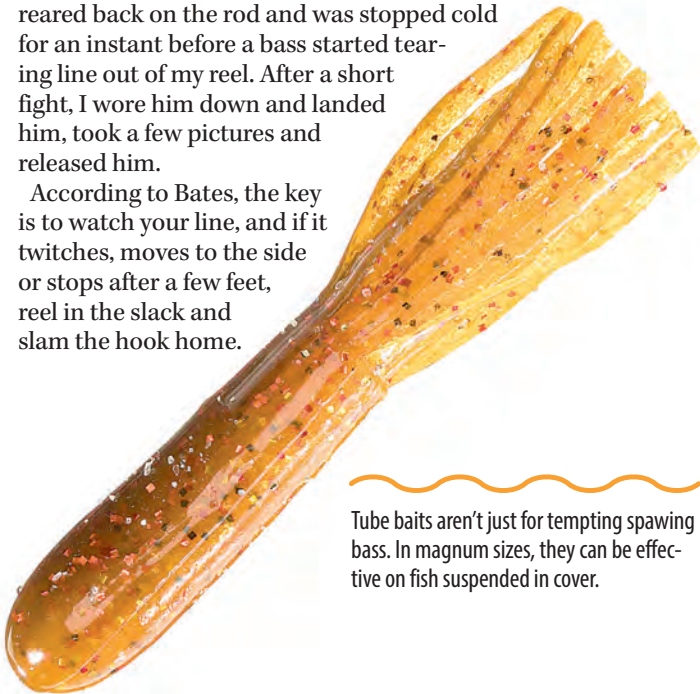 reared back on the rod and was stopped cold
for an instant before a bass started tear-
ing line out of my reel. After a short
fight, I wore him down and landed
him, took a few pictures and
released him.
According to Bates, the key
is to watch your line, and if it
twitches, moves to the side
or stops after a few feet,
reel in the slack and
slam the hook home.
Tube baits aren’t just for tempting spawing
bass. In magnum sizes, they can be effec-
tive on fish suspended in cover.